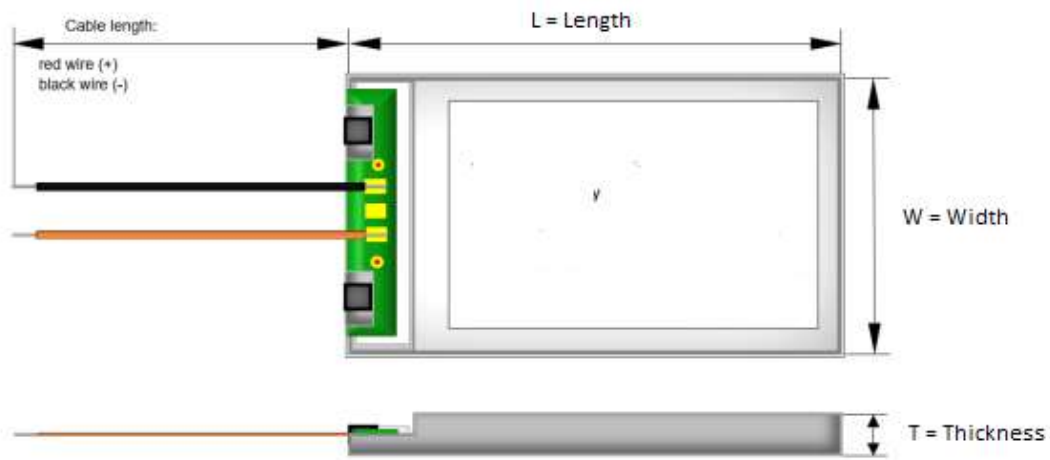 Cable length:
L = Length
red wire (+)
black wire (-)
y
W = Width
T = Thickness